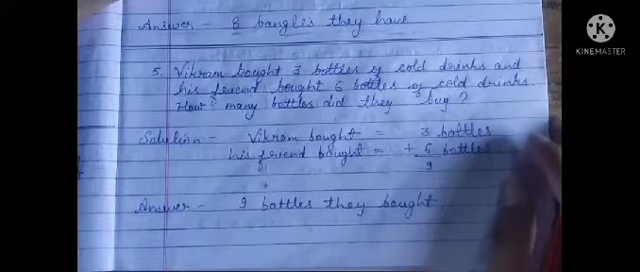 Answer - 8 bangles they have
KINEMASTER
5. Vikram bought 3 bottles of cold drinks and
his friend bought 6 bottles of cold drinks.
How many bottles did they buy?
Solution - Vikram bought = 3 bottles
his friend bought = + 6 bottles
9
Answer - 9 bottles they bought